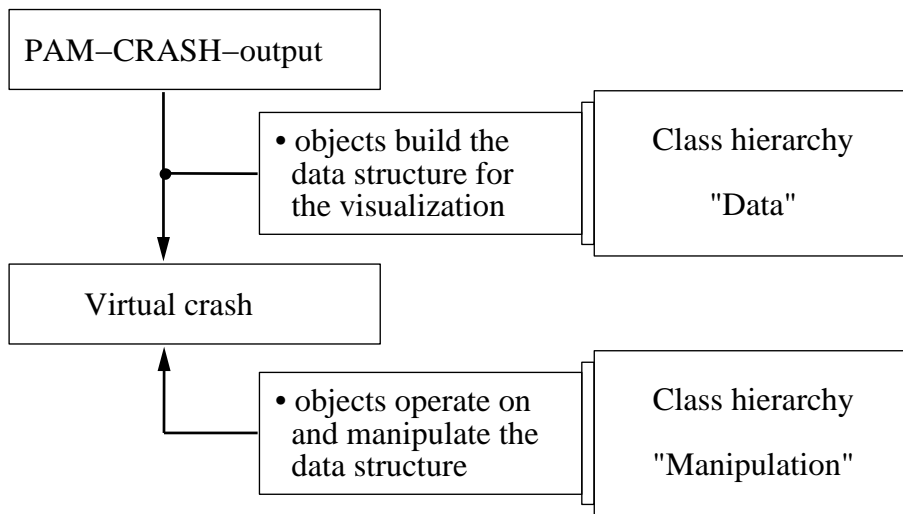 PAM−CRASH−output
• objects build the
data structure for
the visualization
Class hierarchy
"Data"
Virtual crash
• objects operate on
and manipulate the
data structure
Class hierarchy
"Manipulation"